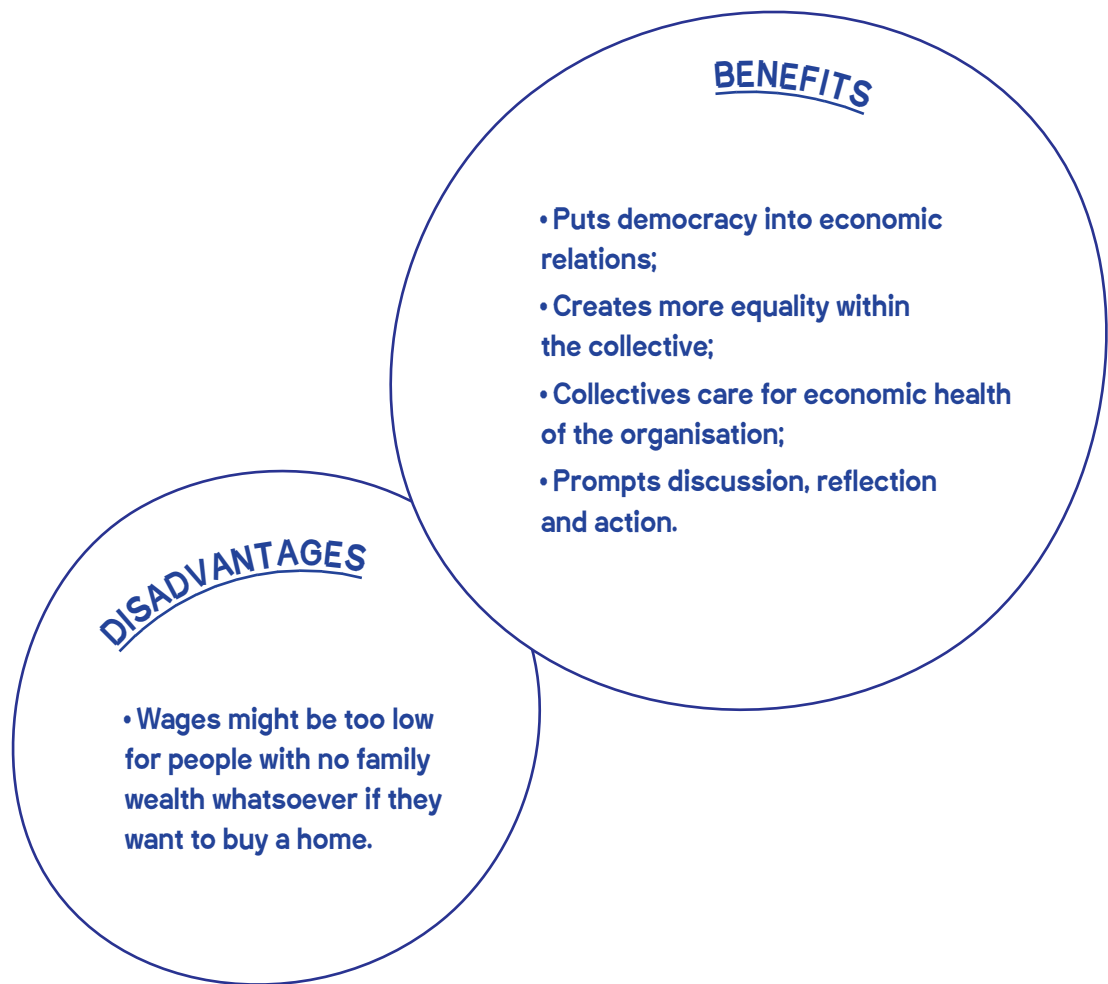 BENEFITS
• Puts democracy into economic
relations;
• Creates more equality within
the collective;
• Collectives care for economic health
of the organisation;
• Prompts discussion, reflection
and action.
DISADVANTAGES
• Wages might be too low
for people with no family
wealth whatsoever if they
want to buy a home.